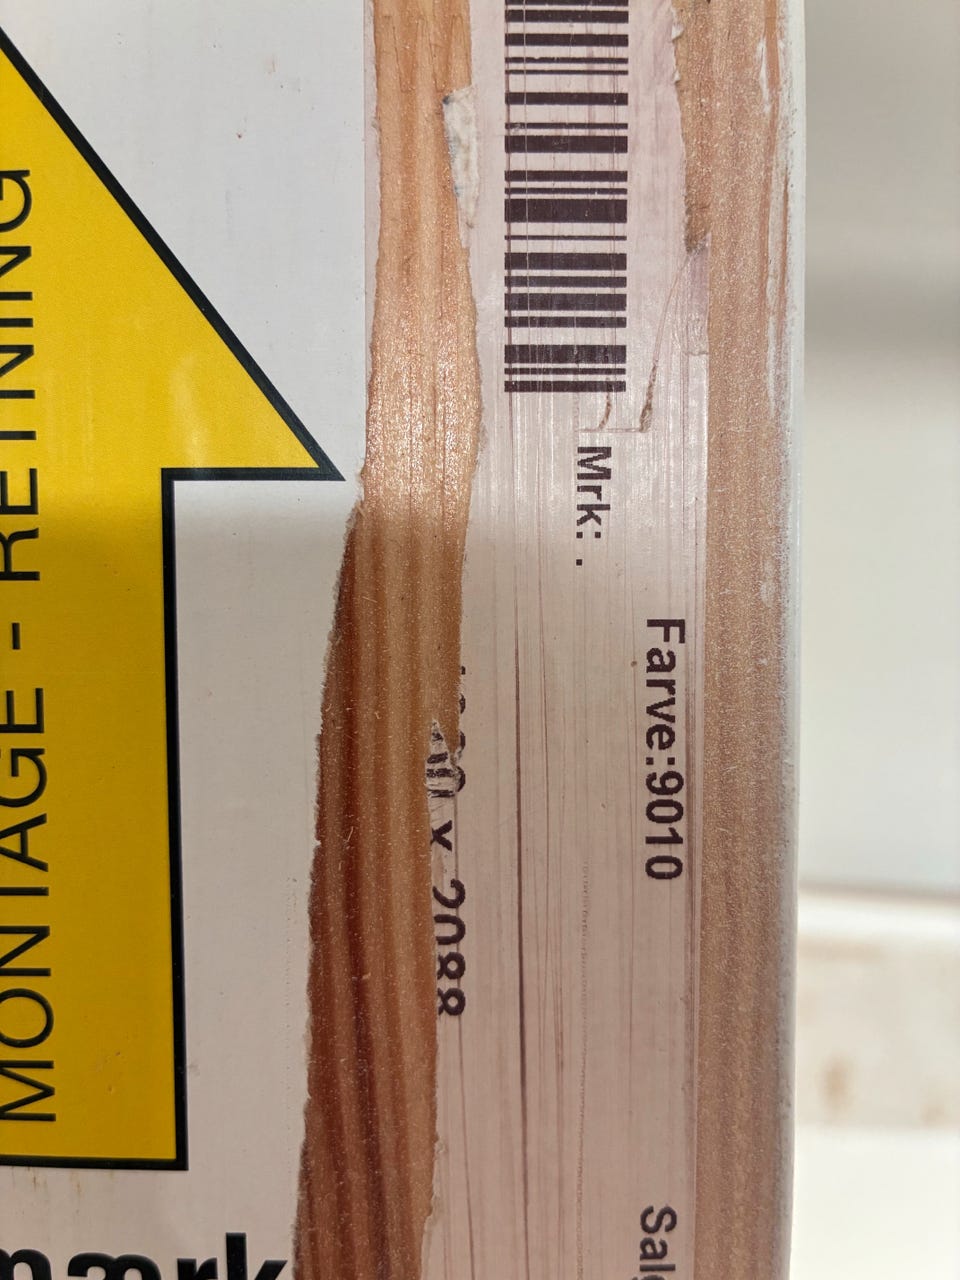 MONTAGE - RETNING
Mrk: .
Farve:9010
x 2088